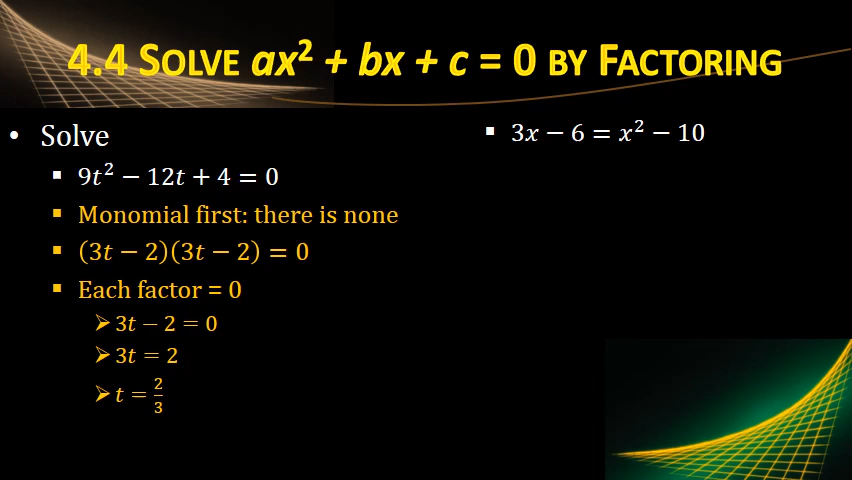 4.4 SOLVE ax² + bx + c = 0 BY FACTORING
• Solve
▪ 9t² − 12t + 4 = 0
▪ Monomial first: there is none
▪ (3t − 2)(3t − 2) = 0
▪ Each factor = 0
➢ 3t − 2 = 0
➢ 3t = 2
➢ t = 2/3
▪ 3x − 6 = x² − 10